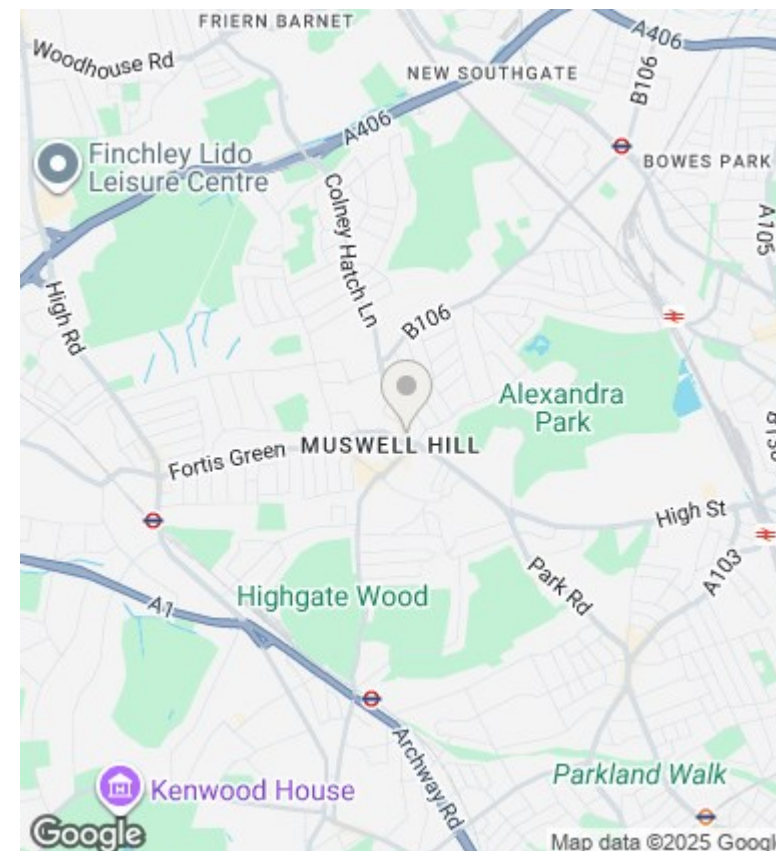 FRIERN BARNET
Woodhouse Rd
A406
NEW SOUTHGATE
B106
A406
Finchley Lido
Leisure Centre
BOWES PARK
Colney Hatch Ln
A105
High Rd
B106
Alexandra
Park
Fortis Green
MUSWELL HILL
High St
Highgate Wood
Park Rd
A103
A1
Archway Rd
Kenwood House
Parkland Walk
Google
Map data ©2025 Googl